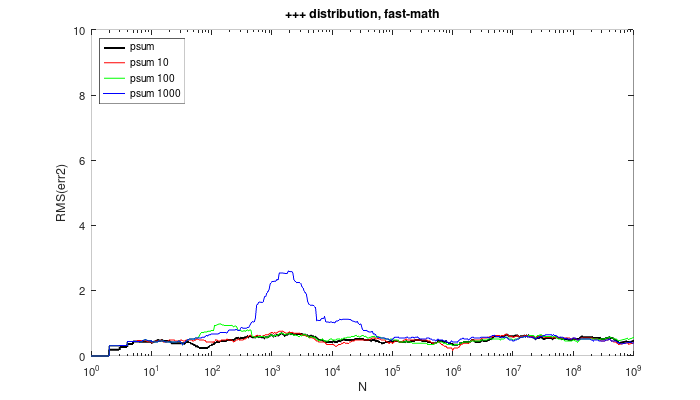 +++ distribution, fast-math
10
8
6
4
2
0
RMS(err2)
psum
psum 10
psum 100
psum 1000
10^0 10^1 10^2 10^3 10^4 10^5 10^6 10^7 10^8 10^9
N